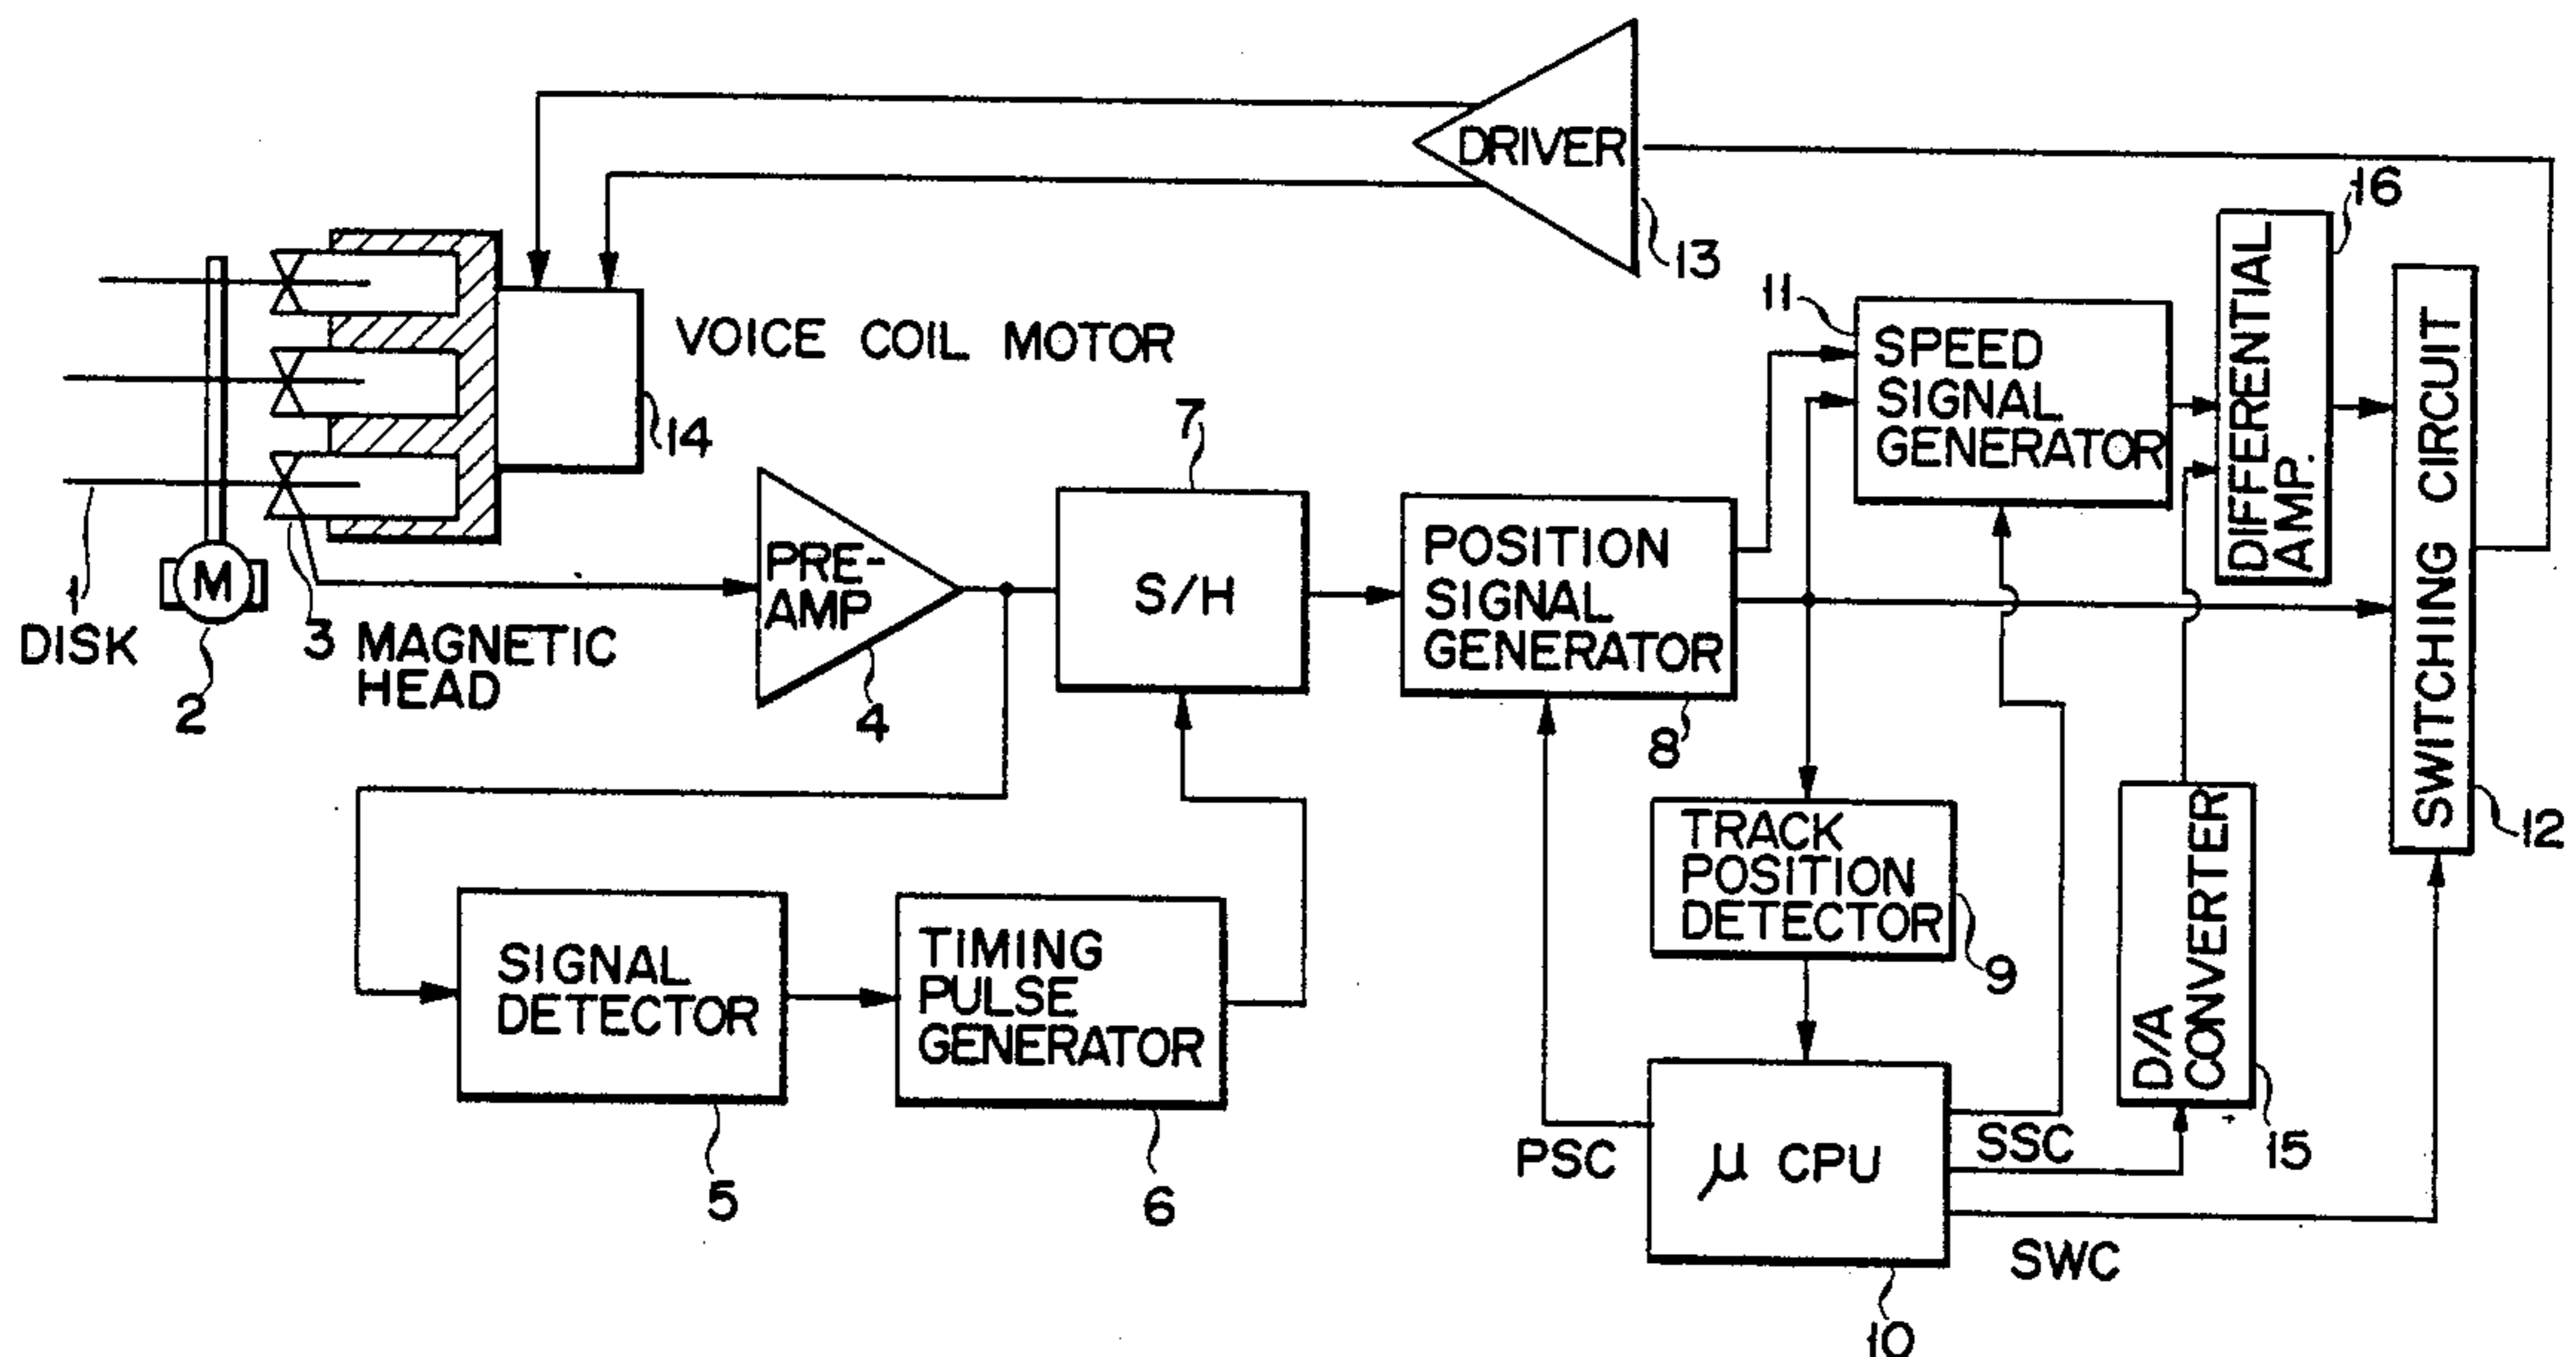 DRIVER
13
16
VOICE COIL MOTOR
14
11
SPEED
SIGNAL
GENERATOR
DIFFERENTIAL
AMP.
SWITCHING CIRCUIT
12
7
S/H
PRE-
AMP
4
POSITION
SIGNAL
GENERATOR
8
1
DISK
M
2
3 MAGNETIC
HEAD
TRACK
POSITION
DETECTOR
9
D/A
CONVERTER
15
SIGNAL
DETECTOR
5
TIMING
PULSE
GENERATOR
6
PSC
μ CPU
SSC
SWC
10